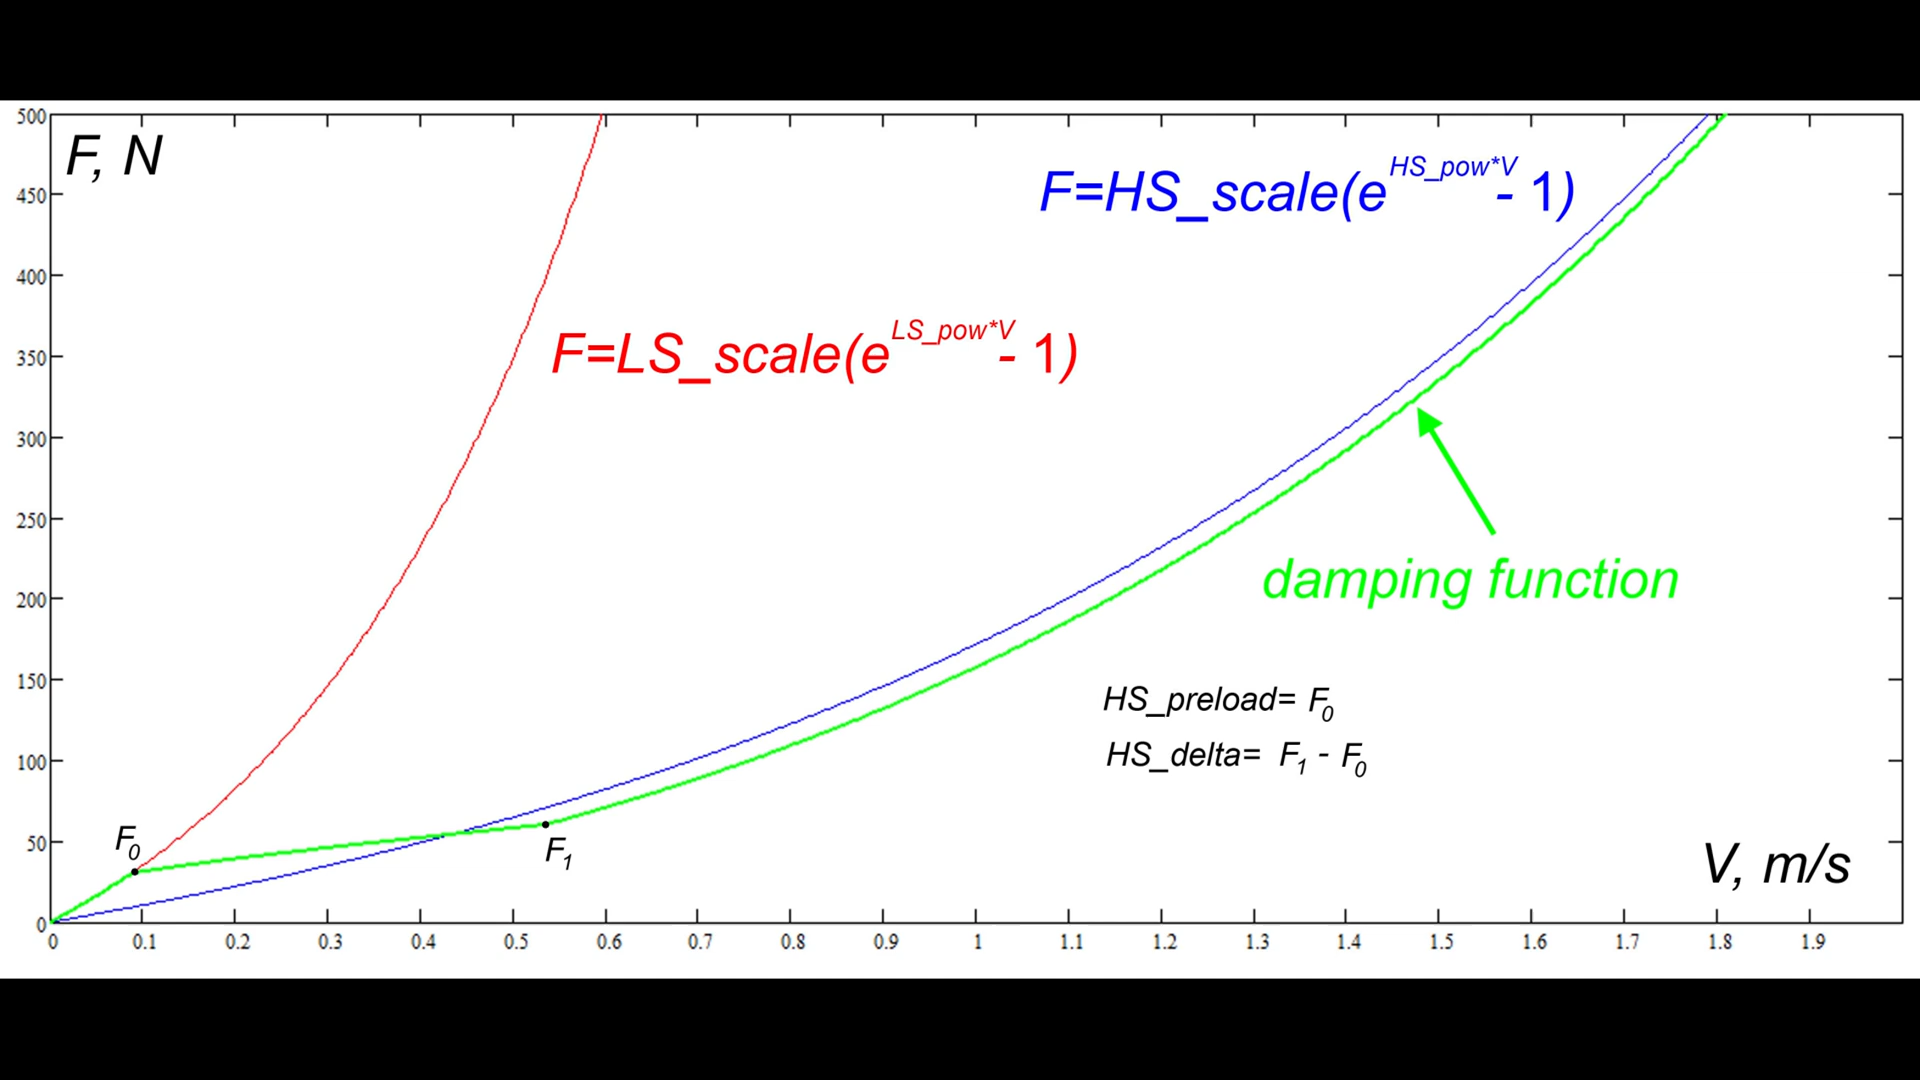 500
F, N
HS_pow*V
F=HS_scale(e - 1)
450
400
LS_pow*V
F=LS_scale(e - 1)
350
300
250
damping function
200
150
HS_preload= F0
HS_delta= F1 - F0
100
50
F0
F1
V, m/s
0
0 0.1 0.2 0.3 0.4 0.5 0.6 0.7 0.8 0.9 1 1.1 1.2 1.3 1.4 1.5 1.6 1.7 1.8 1.9